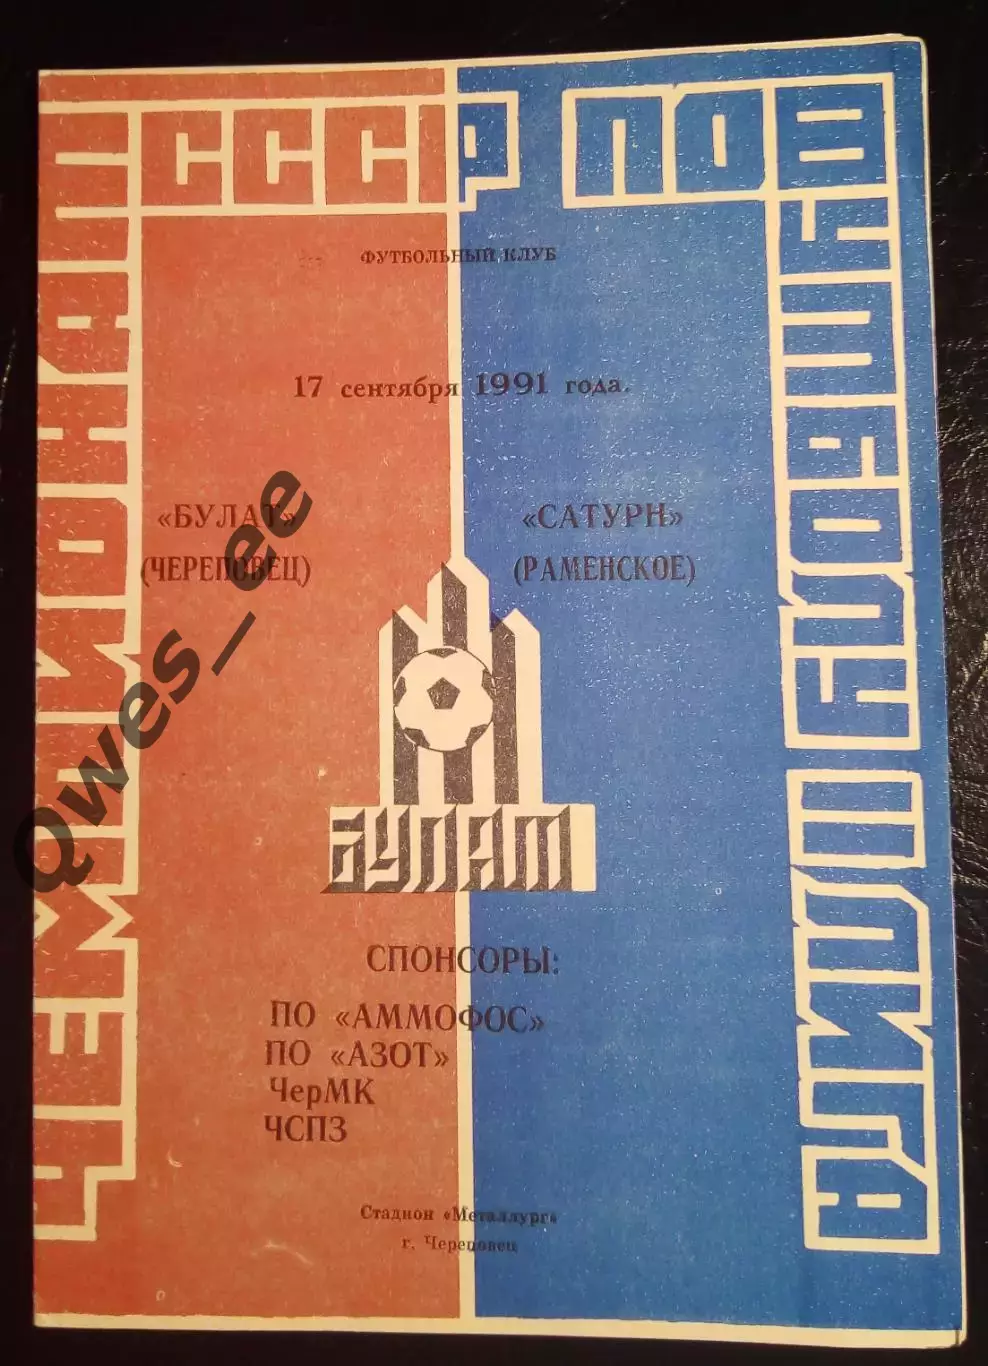 ЧЕМПИОНАТ СССР ПО
ФУТБОЛЬНЫЙ КЛУБ
17 сентября 1991 года.
«БУЛАТ»
(ЧЕРЕПОВЕЦ)
«САТУРН»
(РАМЕНСКОЕ)
БУЛАТ
СПОНСОРЫ:
ПО «АММОФОС»
ПО «АЗОТ»
ЧерМК
ЧСПЗ
Стадион «Металлург»
г. Череповец
Qwes_ee